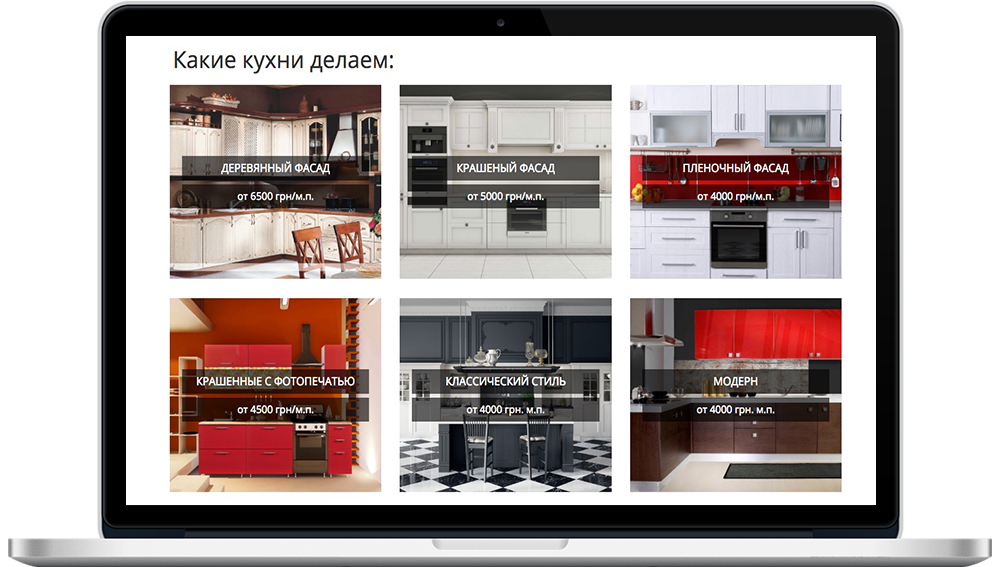 Какие кухни делаем:
ДЕРЕВЯННЫЙ ФАСАД
от 6500 грн/м.п.
КРАШЕНЫЙ ФАСАД
от 5000 грн/м.п.
ПЛЕНОЧНЫЙ ФАСАД
от 4000 грн/м.п.
КРАШЕННЫЕ С ФОТОПЕЧАТЬЮ
от 4500 грн/м.п.
КЛАССИЧЕСКИЙ СТИЛЬ
от 4000 грн. м.п.
МОДЕРН
от 4000 грн. м.п.